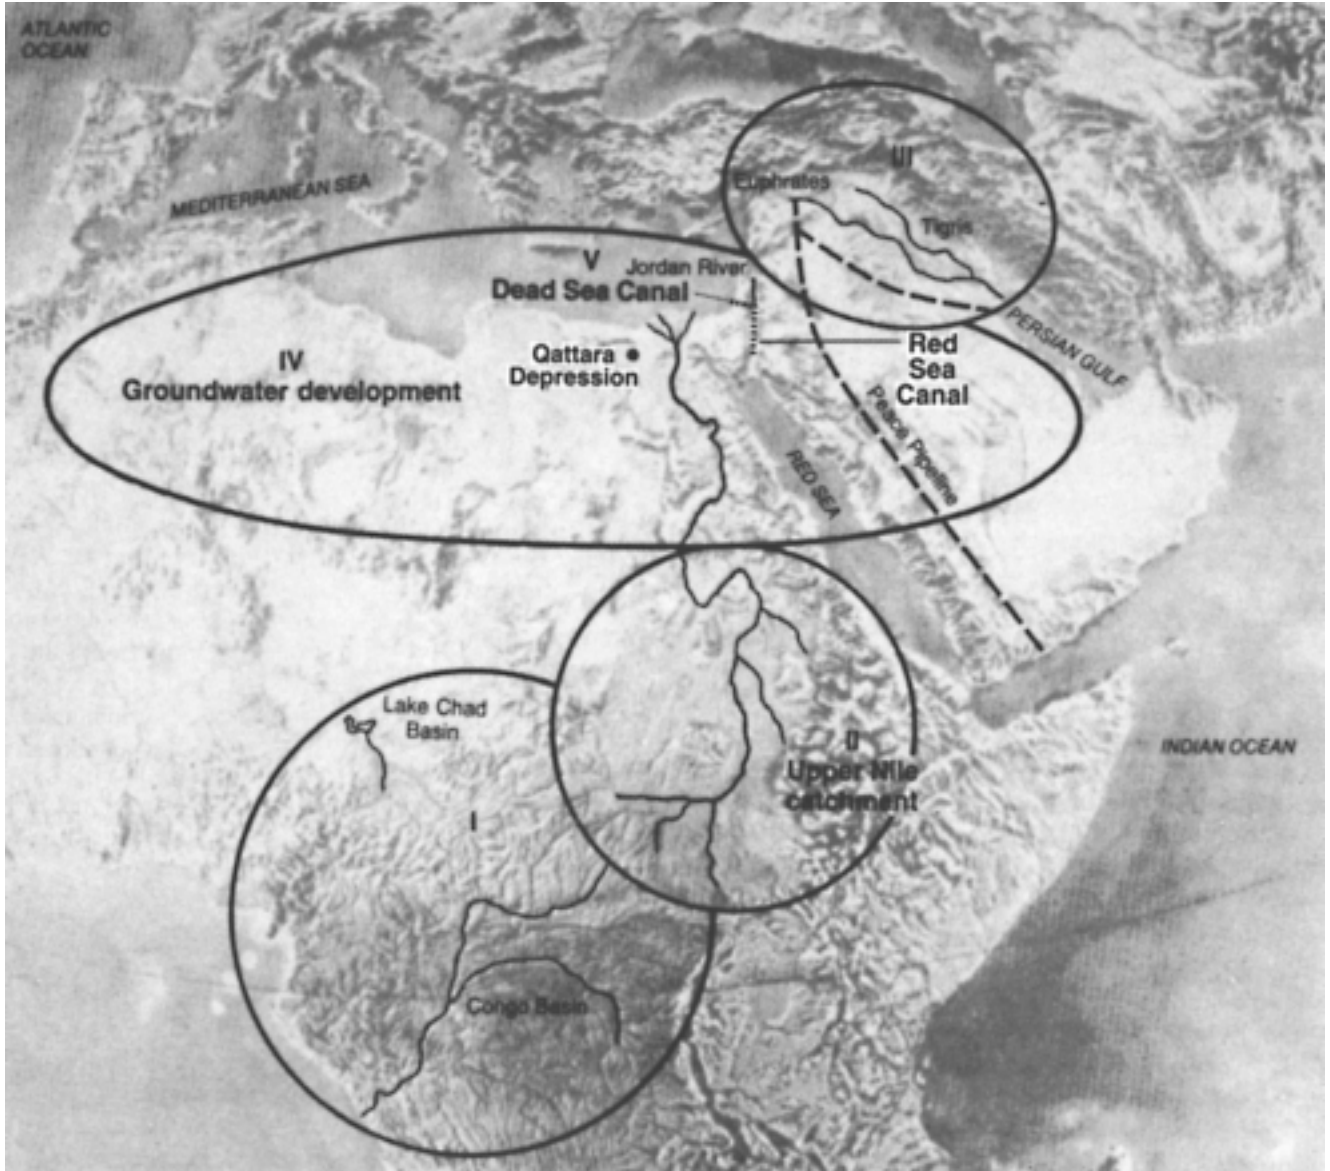 ATLANTIC
OCEAN
MEDITERRANEAN SEA
III
Euphrates
Tigris
V
Jordan River
Dead Sea Canal
PERSIAN GULF
Qattara
Depression
Red
Sea
Canal
IV
Groundwater development
Peace Pipeline
RED SEA
Lake Chad
Basin
II
Upper Nile
catchment
INDIAN OCEAN
I
Congo Basin